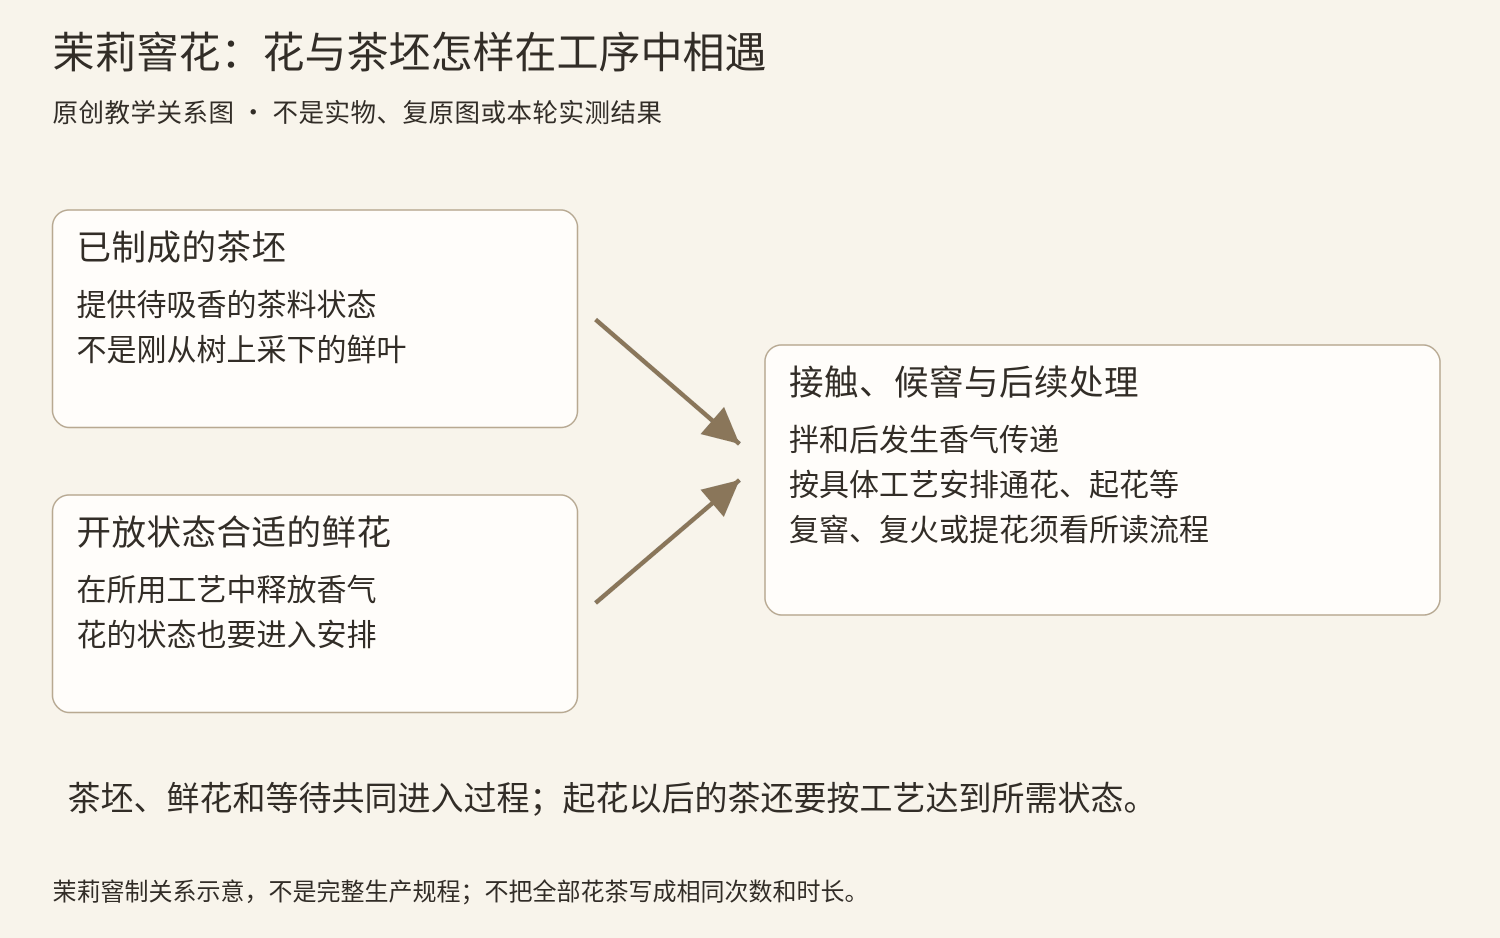 茉莉窨花：花与茶坯怎样在工序中相遇
原创教学关系图 · 不是实物、复原图或本轮实测结果
已制成的茶坯
提供待吸香的茶料状态
不是刚从树上采下的鲜叶
开放状态合适的鲜花
在所用工艺中释放香气
花的状态也要进入安排
接触、候窨与后续处理
拌和后发生香气传递
按具体工艺安排通花、起花等
复窨、复火或提花须看所读流程
茶坯、鲜花和等待共同进入过程；起花以后的茶还要按工艺达到所需状态。
茉莉窨制关系示意，不是完整生产规程；不把全部花茶写成相同次数和时长。